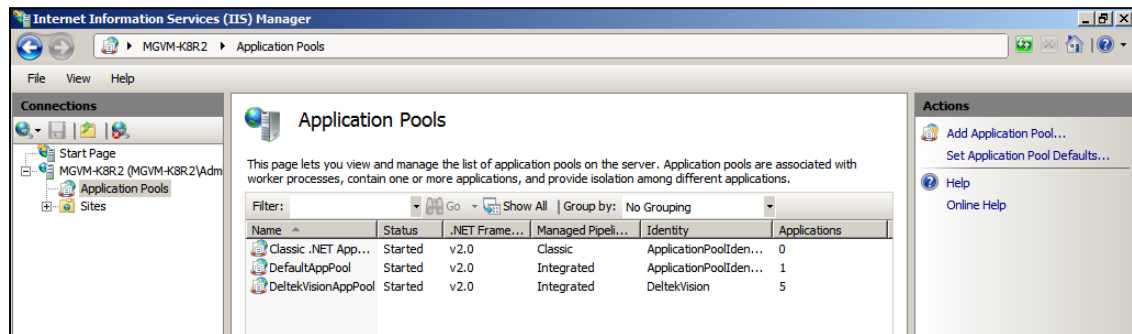 Internet Information Services (IIS) Manager
MGVM-K8R2 Application Pools
File View Help
Connections
Start Page
MGVM-K8R2 (MGVM-K8R2\Adm
Application Pools
Sites
Application Pools
This page lets you view and manage the list of application pools on the server. Application pools are associated with
worker processes, contain one or more applications, and provide isolation among different applications.
Filter: Go Show All Group by: No Grouping
Name Status .NET Frame... Managed Pipeli... Identity Applications
Classic .NET App... Started v2.0 Classic ApplicationPoolIden... 0
DefaultAppPool Started v2.0 Integrated ApplicationPoolIden... 1
DeltekVisionAppPool Started v2.0 Integrated DeltekVision 5
Actions
Add Application Pool...
Set Application Pool Defaults...
Help
Online Help